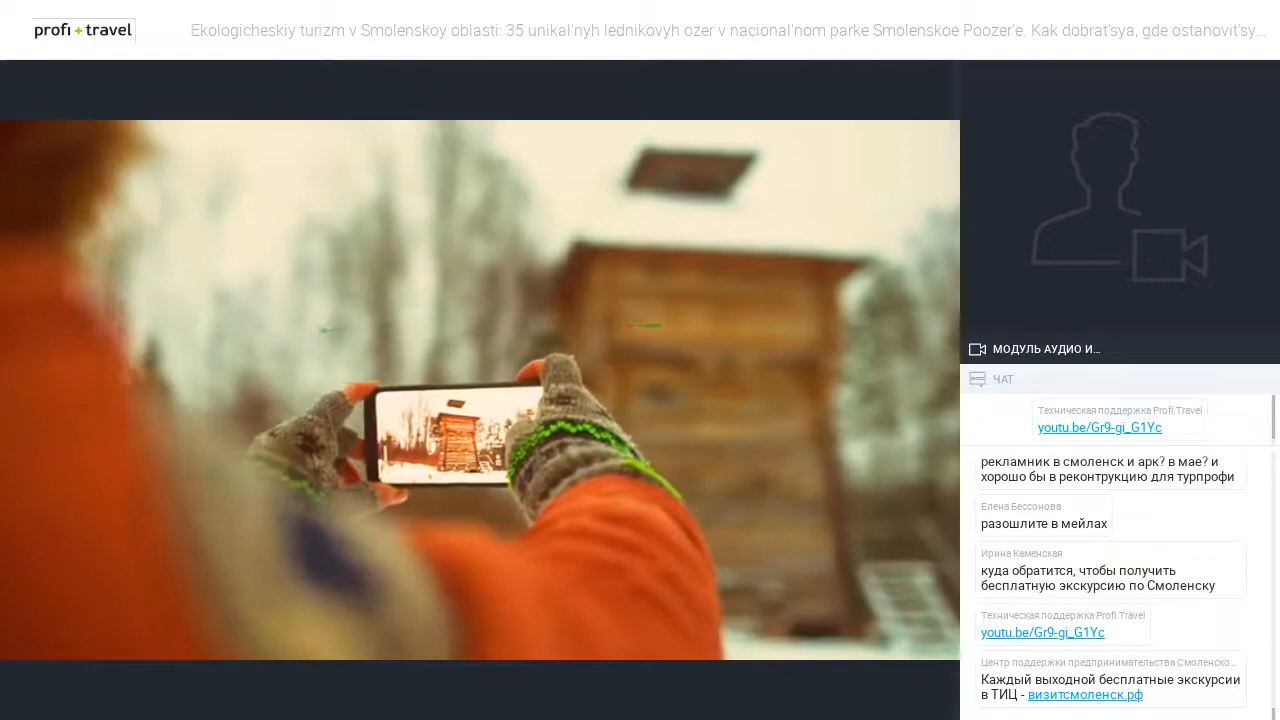 profi + travel
Ekologicheskiy turizm v Smolenskoy oblasti: 35 unikal'nyh lednikovyh ozer v nacional'nom parke Smolenskoe Poozer'e. Kak dobrat'sya, gde ostanovit'sy...
МОДУЛЬ АУДИО И...
ЧАТ
Техническая поддержка Profi.Travel
youtu.be/Gr9-gi_G1Yc
рекламник в смоленск и арк? в мае? и
хорошо бы в реконтрукцию для турпрофи
Елена Бессонова
разошлите в мейлах
Ирина Каменская
куда обратится, чтобы получить
бесплатную экскурсию по Смоленску
Техническая поддержка Profi.Travel
youtu.be/Gr9-gi_G1Yc
Центр поддержки предпринимательства Смоленско...
Каждый выходной бесплатные экскурсии
в ТИЦ - визитсмоленск.рф